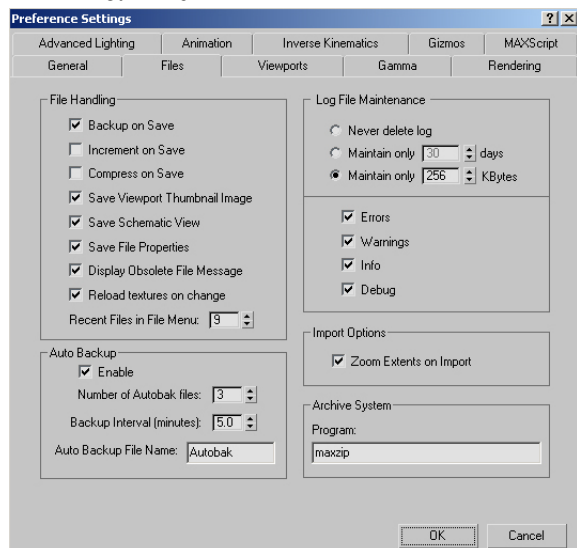 Preference Settings
Advanced Lighting
Animation
Inverse Kinematics
Gizmos
MAXScript
General
Files
Viewports
Gamma
Rendering
File Handling
Backup on Save
Increment on Save
Compress on Save
Save Viewport Thumbnail Image
Save Schematic View
Save File Properties
Display Obsolete File Message
Reload textures on change
Recent Files in File Menu: 9
Auto Backup
Enable
Number of Autobak files: 3
Backup Interval (minutes): 5.0
Auto Backup File Name: Autobak
Log File Maintenance
Never delete log
Maintain only 30 days
Maintain only 256 KBytes
Errors
Warnings
Info
Debug
Import Options
Zoom Extents on Import
Archive System
Program:
maxzip
OK
Cancel